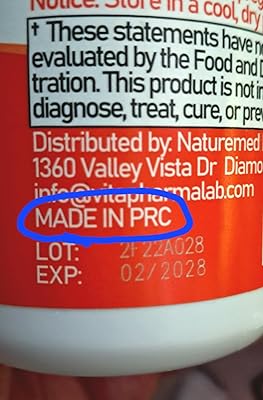 Notice: Store in a cool, dry
† These statements have n
evaluated by the Food and D
tration. This product is not in
diagnose, treat, cure, or prev
Distributed by: Naturemed
1360 Valley Vista Dr Diamo
info@vitapharmalab.com
MADE IN PRC
LOT: 2F22A028
EXP: 02/2028